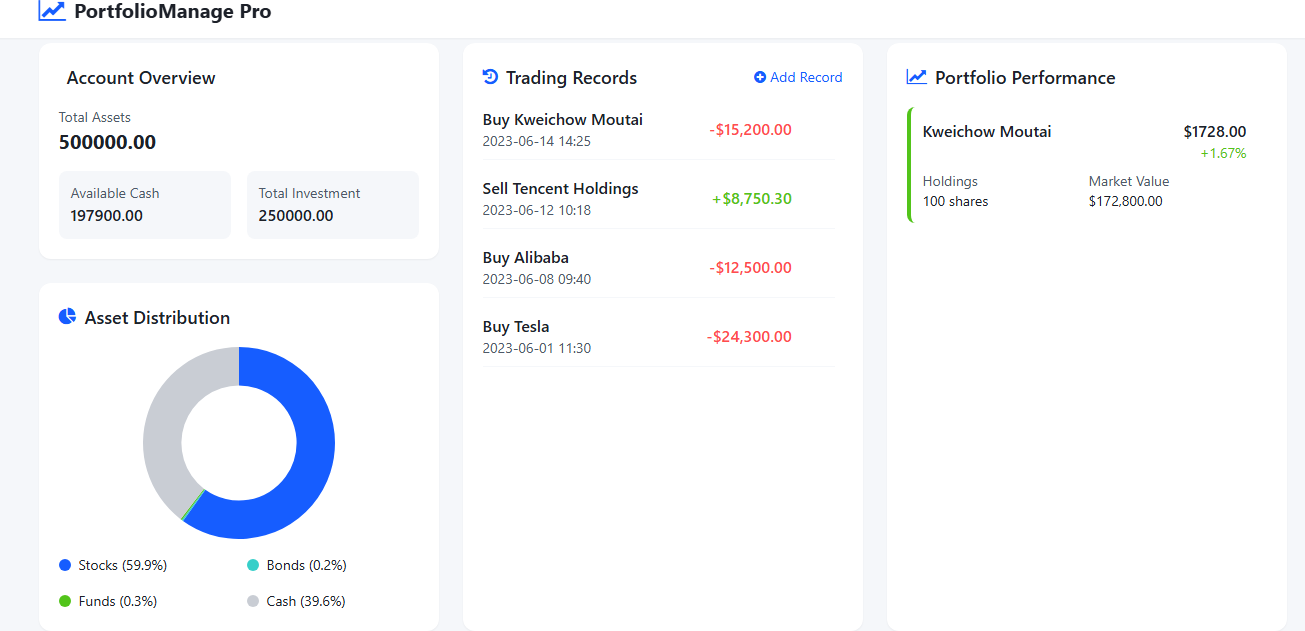 PortfolioManage Pro
Account Overview
Total Assets
500000.00
Available Cash
197900.00
Total Investment
250000.00
Asset Distribution
Stocks (59.9%)
Bonds (0.2%)
Funds (0.3%)
Cash (39.6%)
Trading Records
Add Record
Buy Kweichow Moutai
-$15,200.00
2023-06-14 14:25
Sell Tencent Holdings
+$8,750.30
2023-06-12 10:18
Buy Alibaba
-$12,500.00
2023-06-08 09:40
Buy Tesla
-$24,300.00
2023-06-01 11:30
Portfolio Performance
Kweichow Moutai
$1728.00
+1.67%
Holdings
100 shares
Market Value
$172,800.00